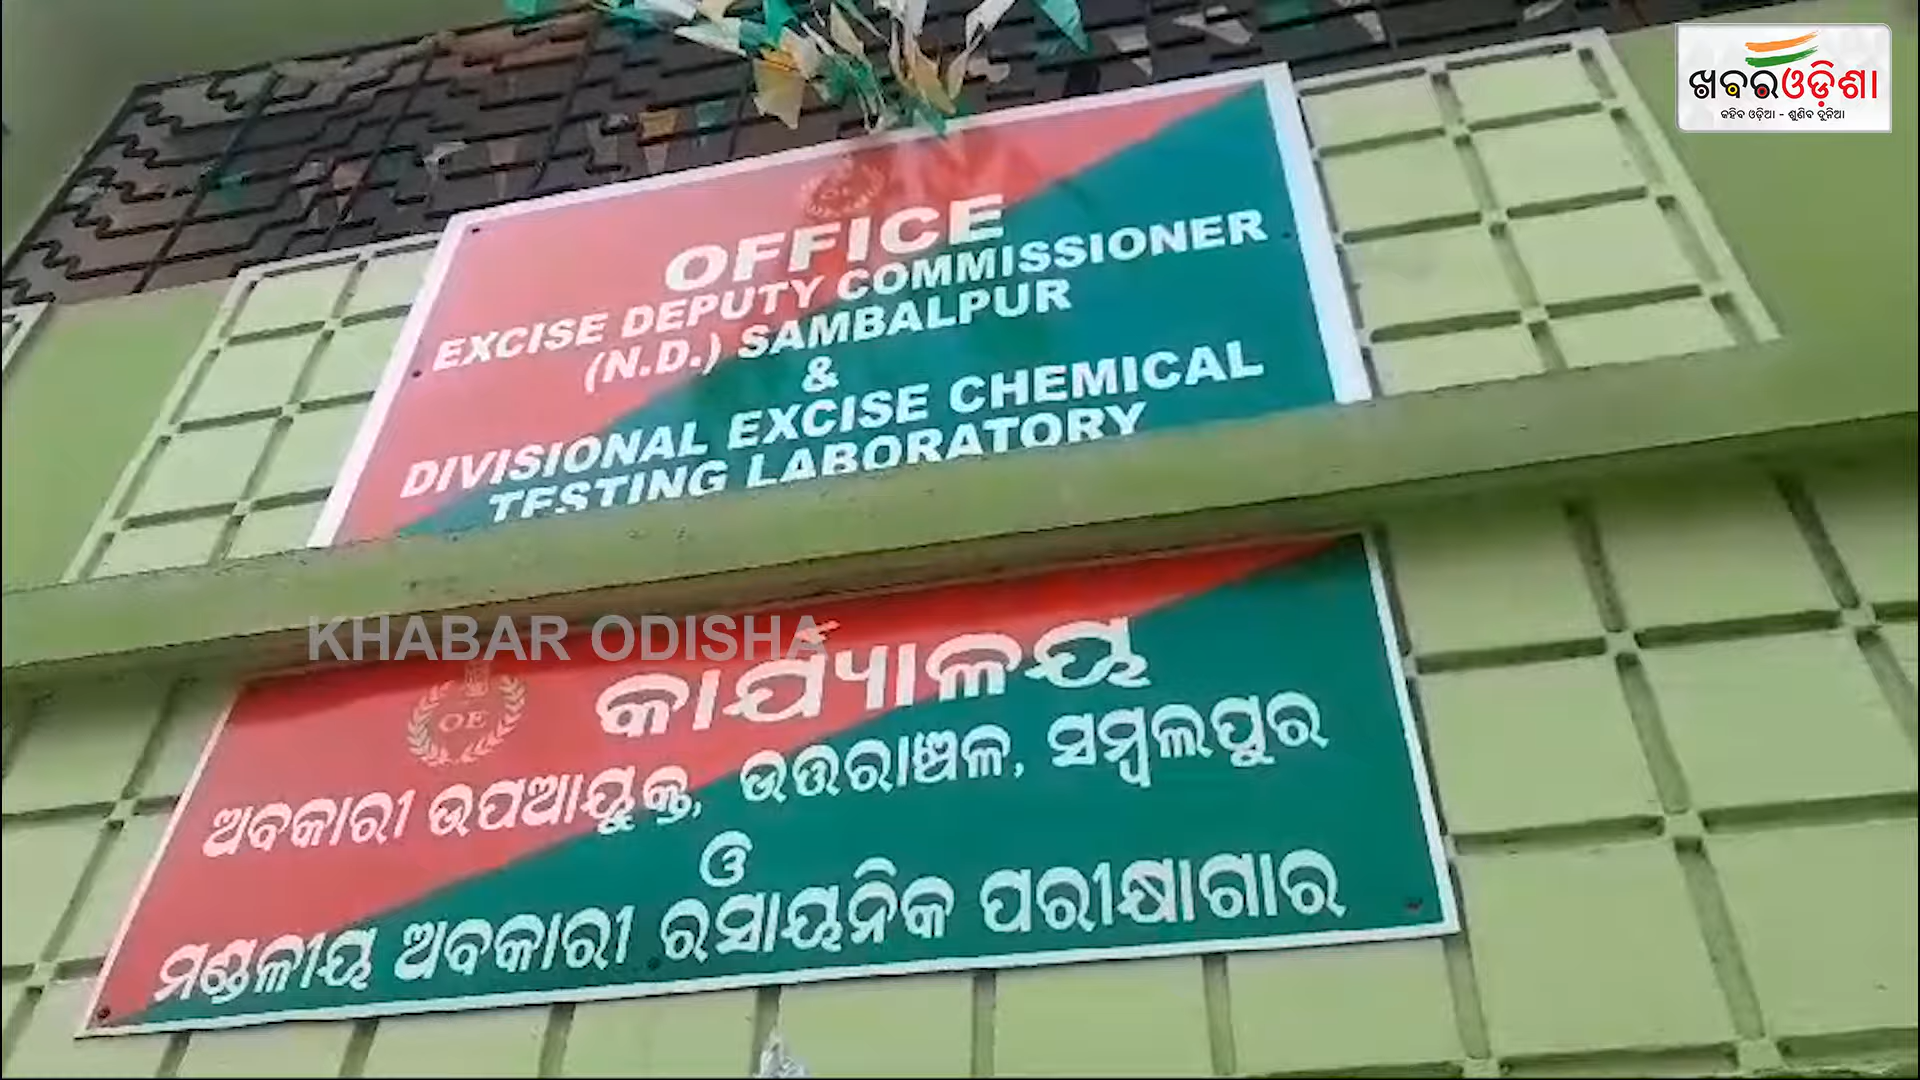 ଖବରଓଡ଼ିଶା
କହିବ ଓଡ଼ିଆ - ଶୁଣିବ ଦୁନିଆ
OFFICE
EXCISE DEPUTY COMMISSIONER
(N.D.) SAMBALPUR
&
DIVISIONAL EXCISE CHEMICAL
TESTING LABORATORY
KHABAR ODISHA
କାର୍ଯ୍ୟାଳୟ
OE
ଅବକାରୀ ଉପଆୟୁକ୍ତ, ଉତ୍ତରାଞ୍ଚଳ, ସମ୍ବଲପୁର
ଓ
ମଣ୍ଡଳୀୟ ଅବକାରୀ ରସାୟନିକ ପରୀକ୍ଷାଗାର